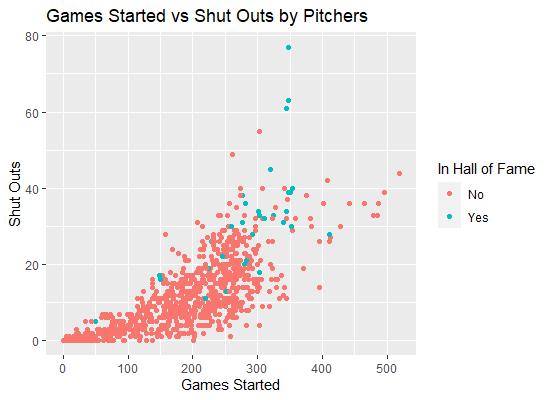 Games Started vs Shut Outs by Pitchers
80
60
40
20
0
Shut Outs
0 100 200 300 400 500
Games Started
In Hall of Fame
No
Yes